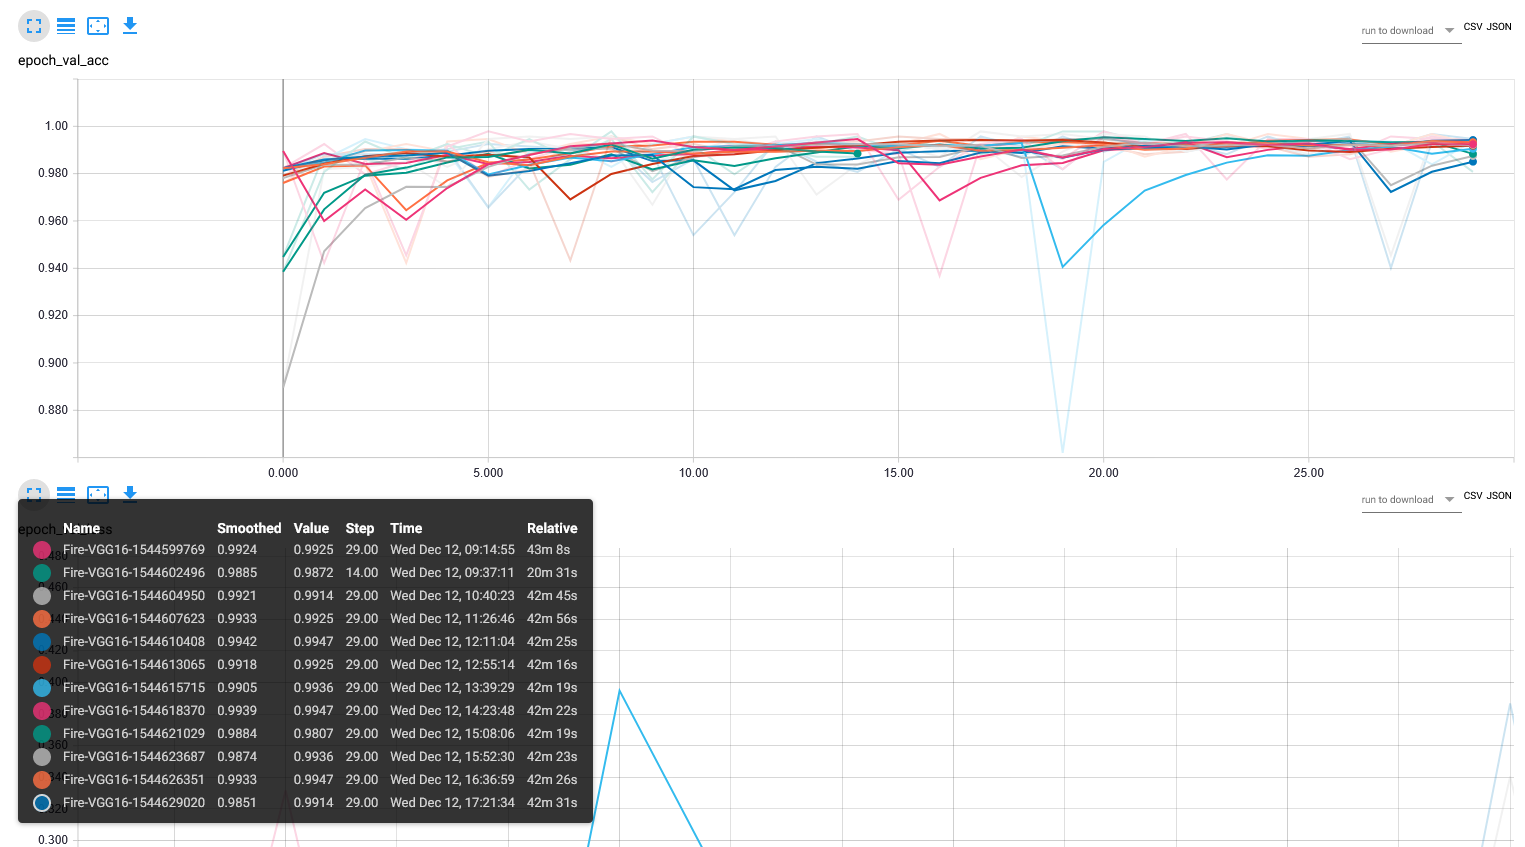 run to download CSV JSON
epoch_val_acc
1.00
0.980
0.960
0.940
0.920
0.900
0.880
0.000 5.000 10.00 15.00 20.00 25.00
run to download CSV JSON
Name Smoothed Value Step Time Relative
Fire-VGG16-1544599769 0.9924 0.9925 29.00 Wed Dec 12, 09:14:55 43m 8s
Fire-VGG16-1544602496 0.9885 0.9872 14.00 Wed Dec 12, 09:37:11 20m 31s
Fire-VGG16-1544604950 0.9921 0.9914 29.00 Wed Dec 12, 10:40:23 42m 45s
Fire-VGG16-1544607623 0.9933 0.9925 29.00 Wed Dec 12, 11:26:46 42m 56s
Fire-VGG16-1544610408 0.9942 0.9947 29.00 Wed Dec 12, 12:11:04 42m 25s
Fire-VGG16-1544613065 0.9918 0.9925 29.00 Wed Dec 12, 12:55:14 42m 16s
Fire-VGG16-1544615715 0.9905 0.9936 29.00 Wed Dec 12, 13:39:29 42m 19s
Fire-VGG16-1544618370 0.9939 0.9947 29.00 Wed Dec 12, 14:23:48 42m 22s
Fire-VGG16-1544621029 0.9884 0.9807 29.00 Wed Dec 12, 15:08:06 42m 19s
Fire-VGG16-1544623687 0.9874 0.9936 29.00 Wed Dec 12, 15:52:30 42m 23s
Fire-VGG16-1544626351 0.9933 0.9947 29.00 Wed Dec 12, 16:36:59 42m 26s
Fire-VGG16-1544629020 0.9851 0.9914 29.00 Wed Dec 12, 17:21:34 42m 31s
0.300